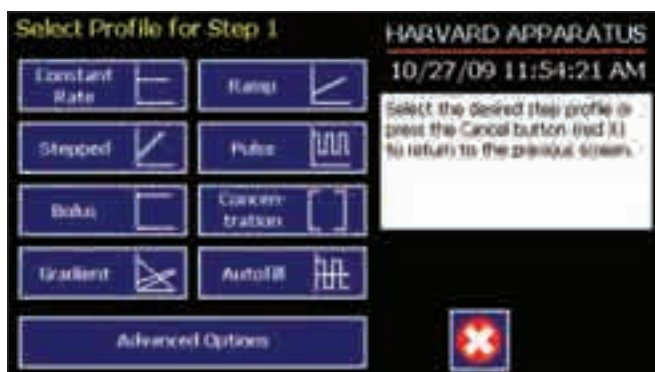 Select Profile for Step 1
HARVARD APPARATUS
10/27/09 11:54:21 AM
Select the desired step profile or
press the Cancel button (red X)
to return to the previous screen.
Constant
Rate
Ramp
Stepped
Pulse
Bolus
Concen-
tration
Gradient
Autofill
Advanced Options